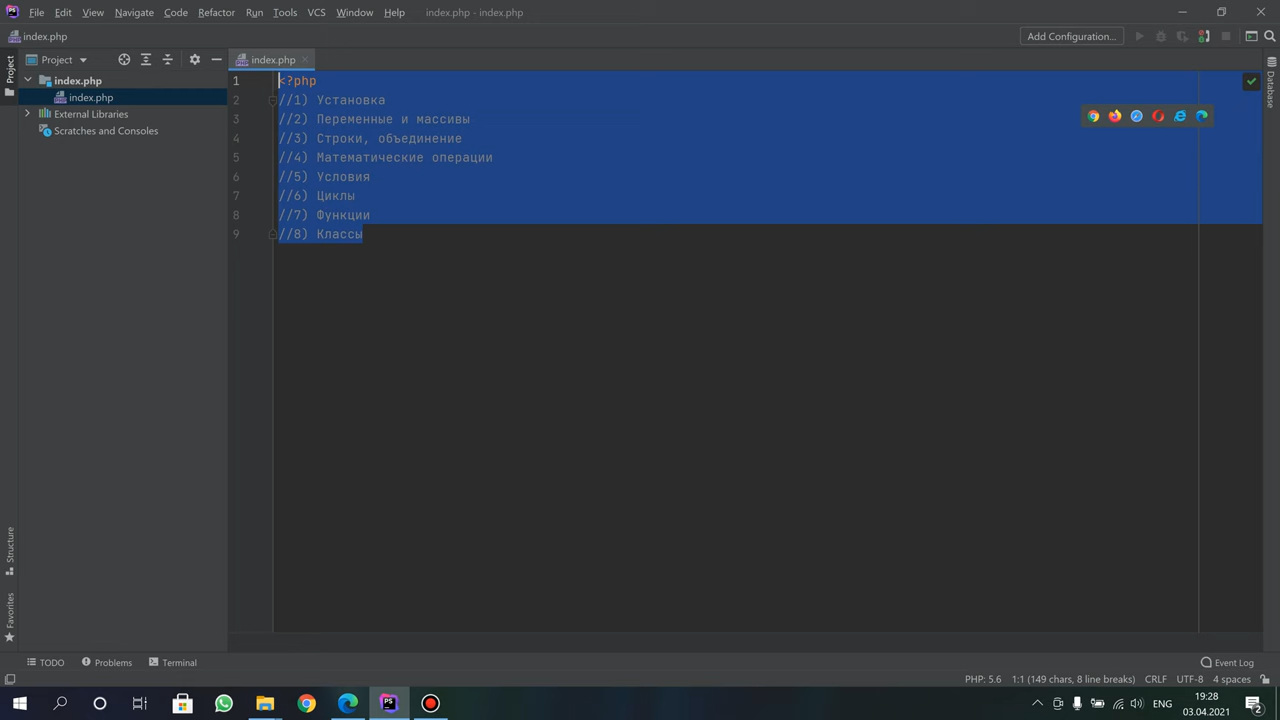 PS File Edit View Navigate Code Refactor Run Tools VCS Window Help index.php - index.php
index.php Add Configuration...
Project index.php
1 <?php
2 //1) Установка
3 //2) Переменные и массивы
4 //3) Строки, объединение
5 //4) Математические операции
6 //5) Условия
7 //6) Циклы
8 //7) Функции
9 //8) Классы
index.php
index.php
External Libraries
Scratches and Consoles
Project
Structure
Favorites
Database
TODO Problems Terminal Event Log
PHP: 5.6 1:1 (149 chars, 8 line breaks) CRLF UTF-8 4 spaces
PS ENG 19:28
03.04.2021 2